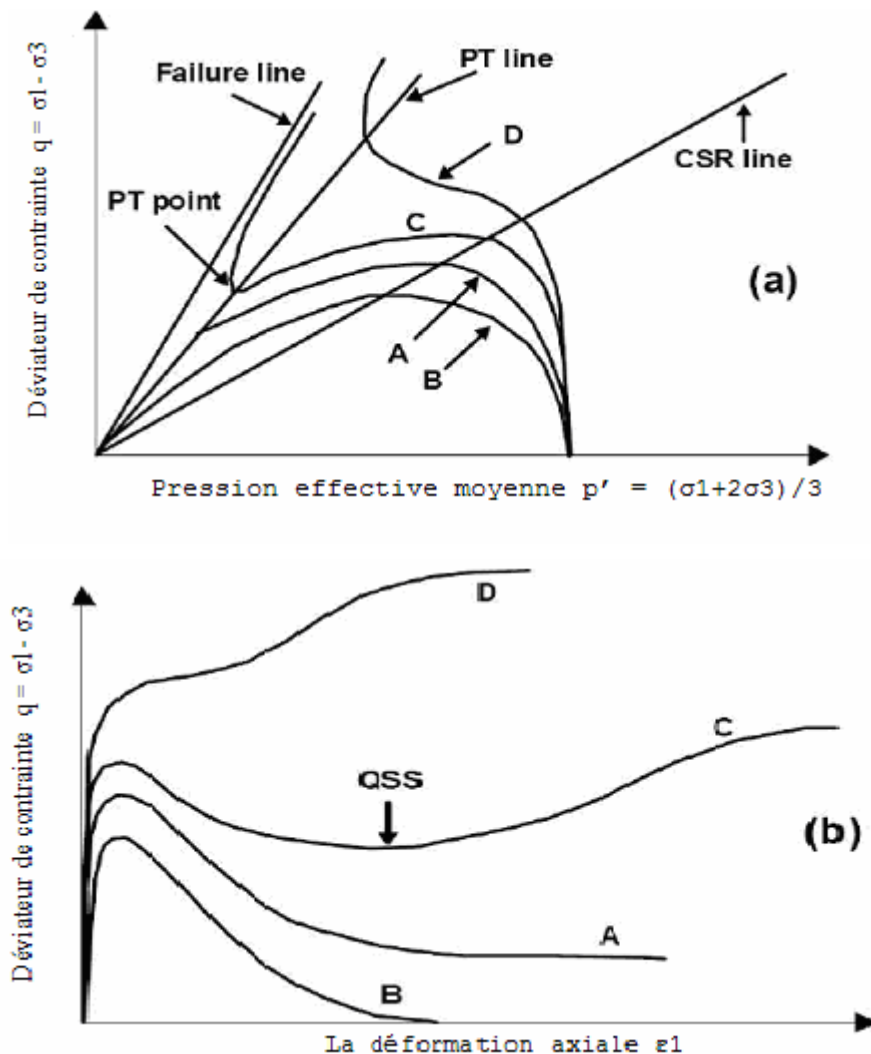 Déviateur de contrainte q = σ1 - σ3
Failure line
PT line
D
CSR line
PT point
C
(a)
A
B
Pression effective moyenne p' = (σ1+2σ3)/3
Déviateur de contrainte q = σ1 - σ3
D
C
QSS
(b)
A
B
La déformation axiale ε1